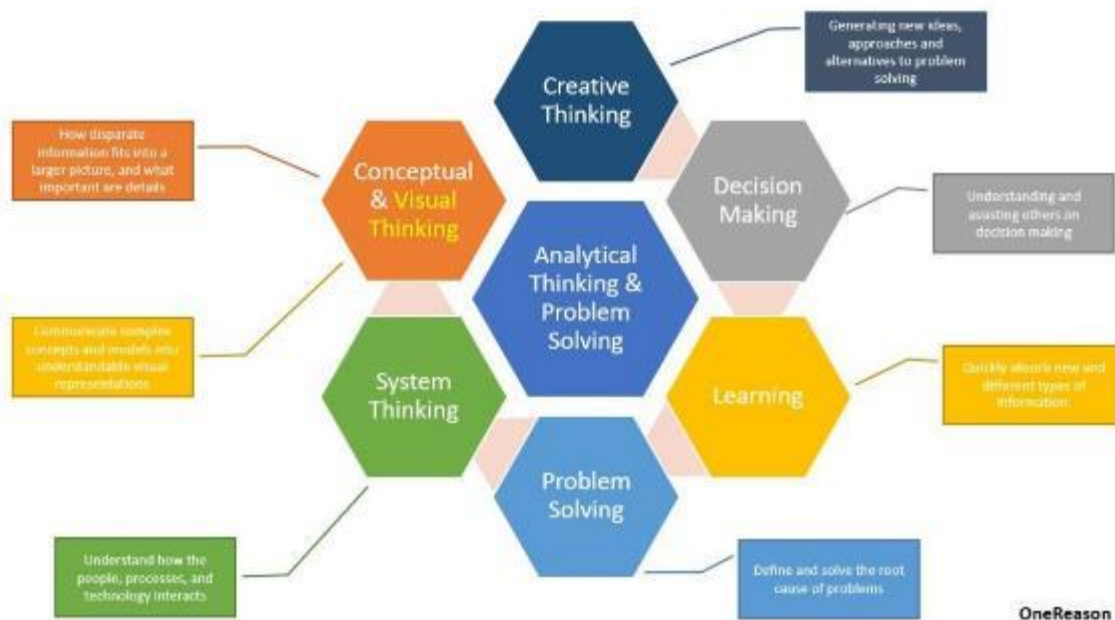 Generating new ideas,
approaches and
alternatives to problem
solving
Creative
Thinking
How disparate
information fits into a
larger picture, and what
important are details
Conceptual
& Visual
Thinking
Decision
Making
Understanding and
assisting others on
decision making
Analytical
Thinking &
Problem
Solving
Communicate complex
concepts and models into
understandable visual
representations
System
Thinking
Learning
Quickly absorb new and
different types of
information.
Problem
Solving
Understand how the
people, processes, and
technology interacts
Define and solve the root
cause of problems
OneReason